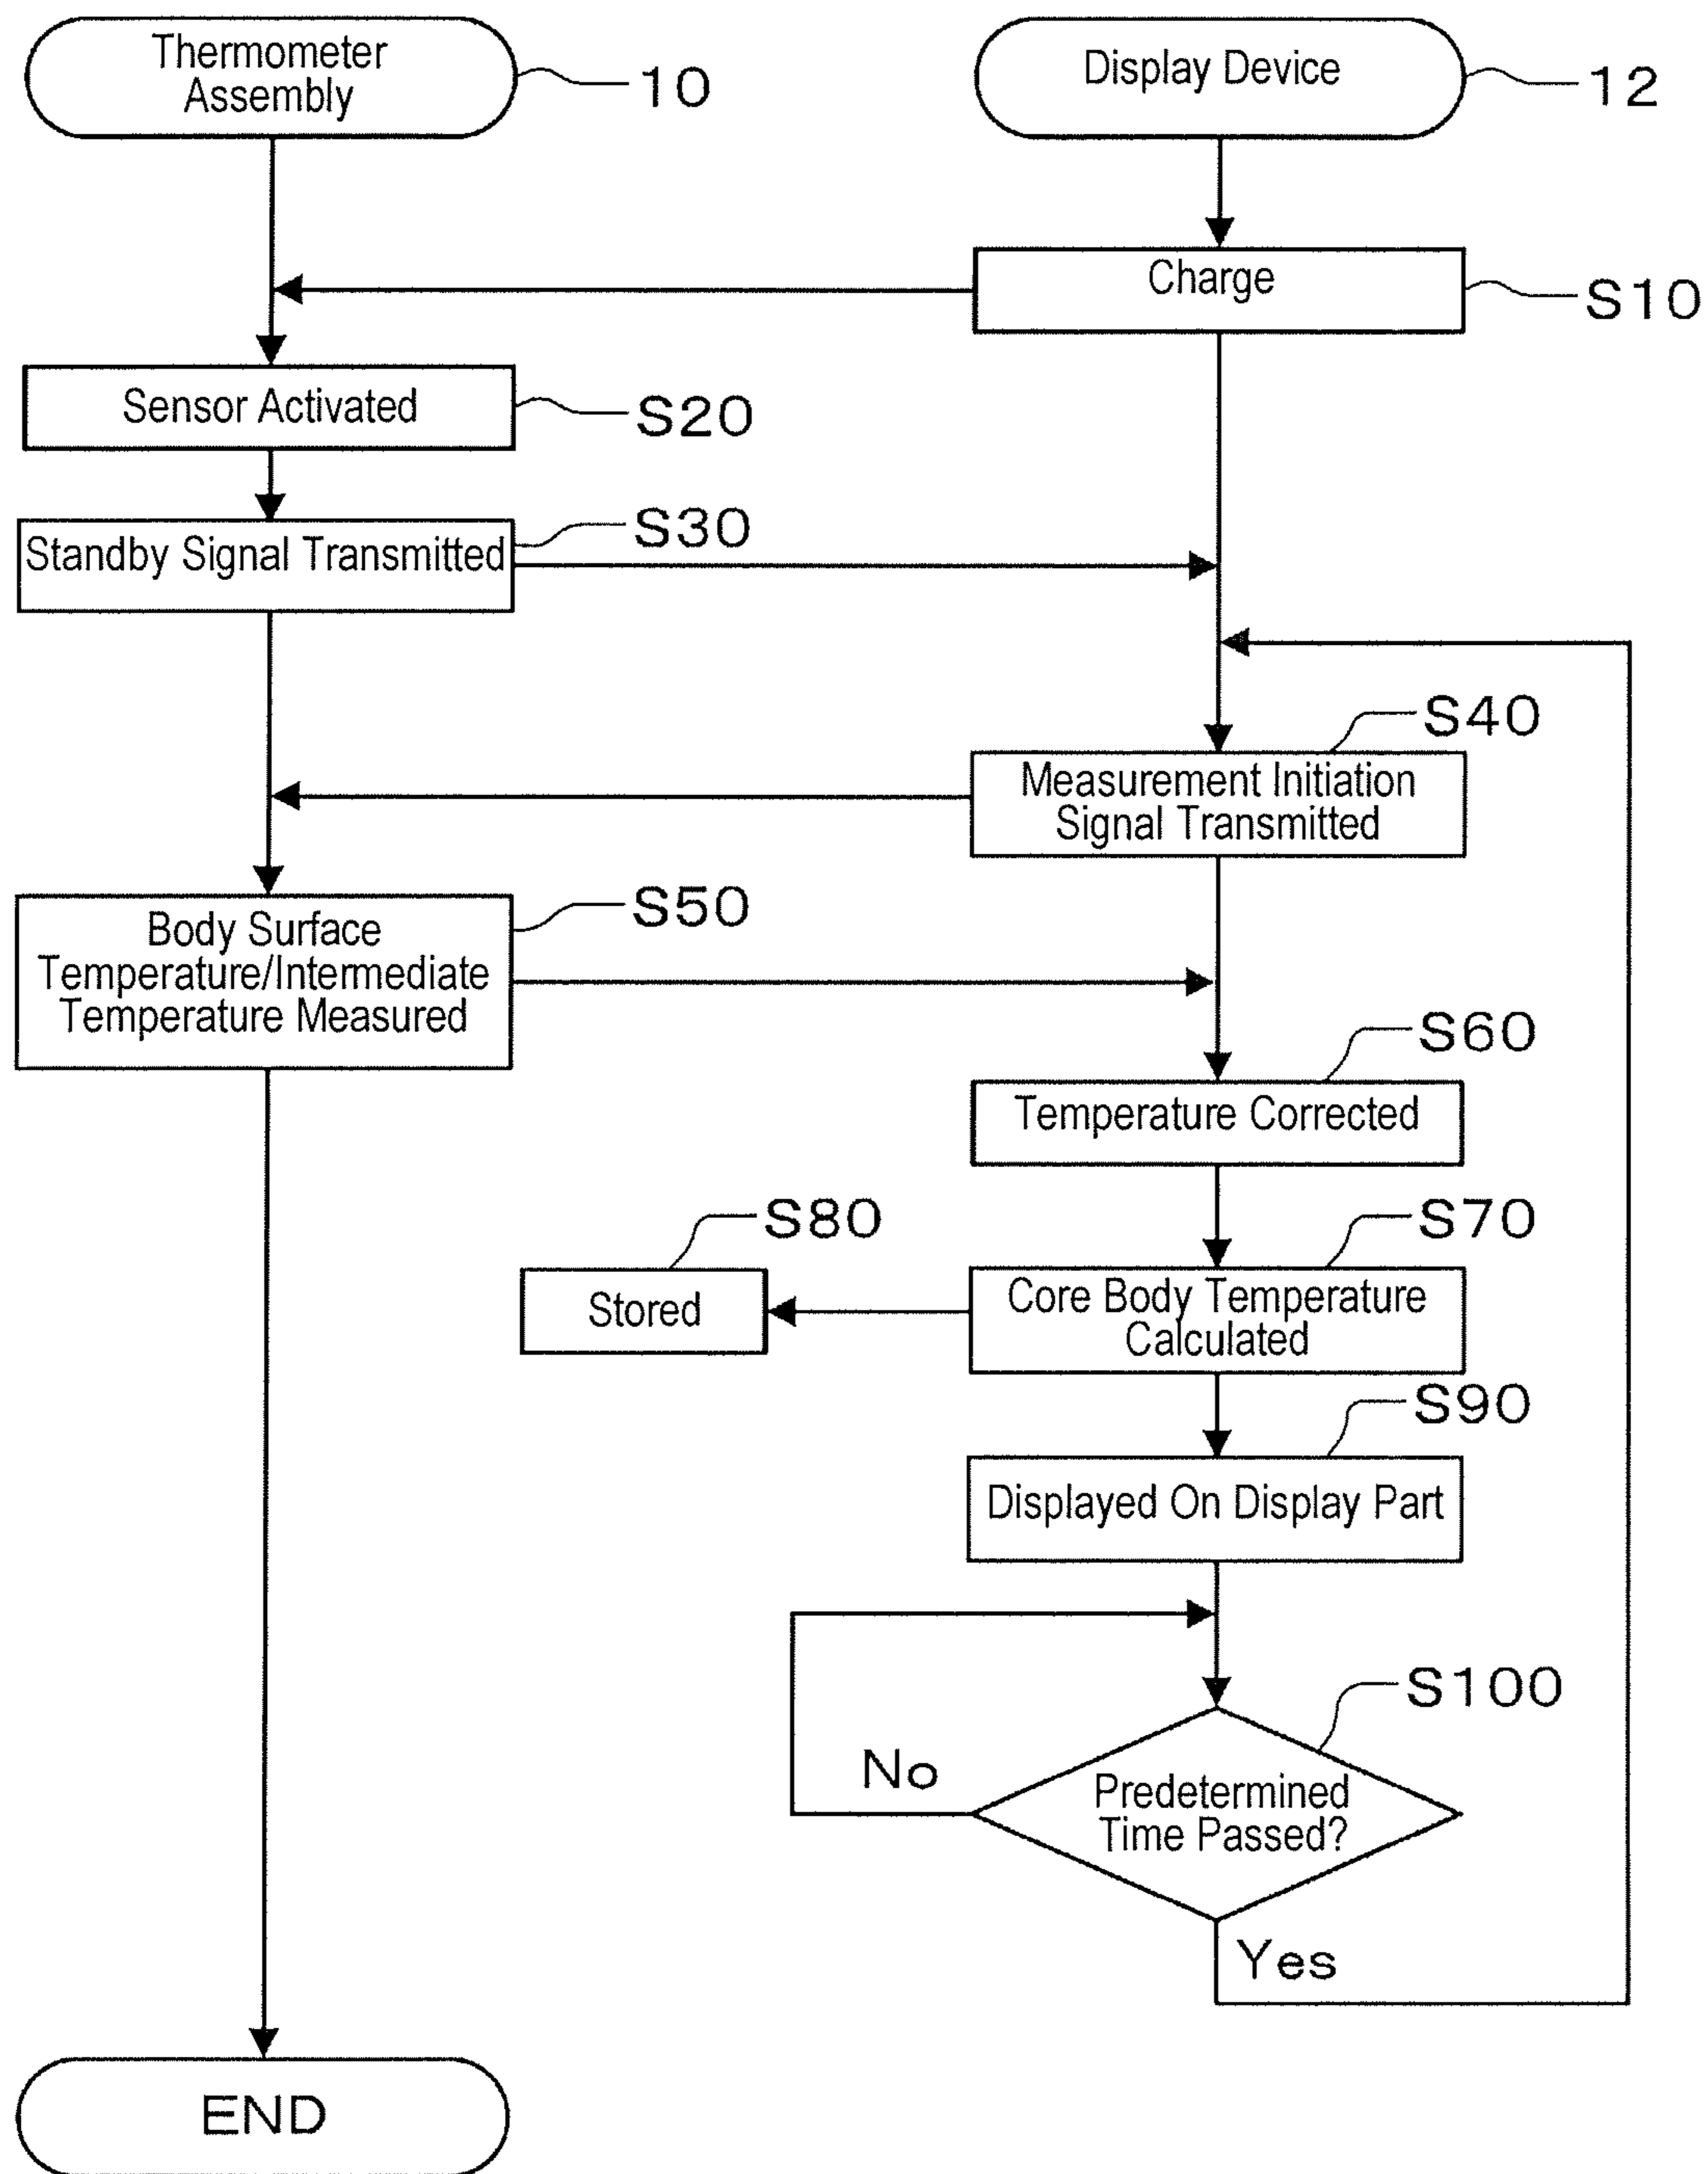 Thermometer
Assembly
10
Display Device
12
Charge
S10
Sensor Activated
S20
Standby Signal Transmitted
S30
S40
Measurement Initiation
Signal Transmitted
S50
Body Surface
Temperature/Intermediate
Temperature Measured
S60
Temperature Corrected
S80
Stored
S70
Core Body Temperature
Calculated
S90
Displayed On Display Part
S100
No
Predetermined
Time Passed?
Yes
END